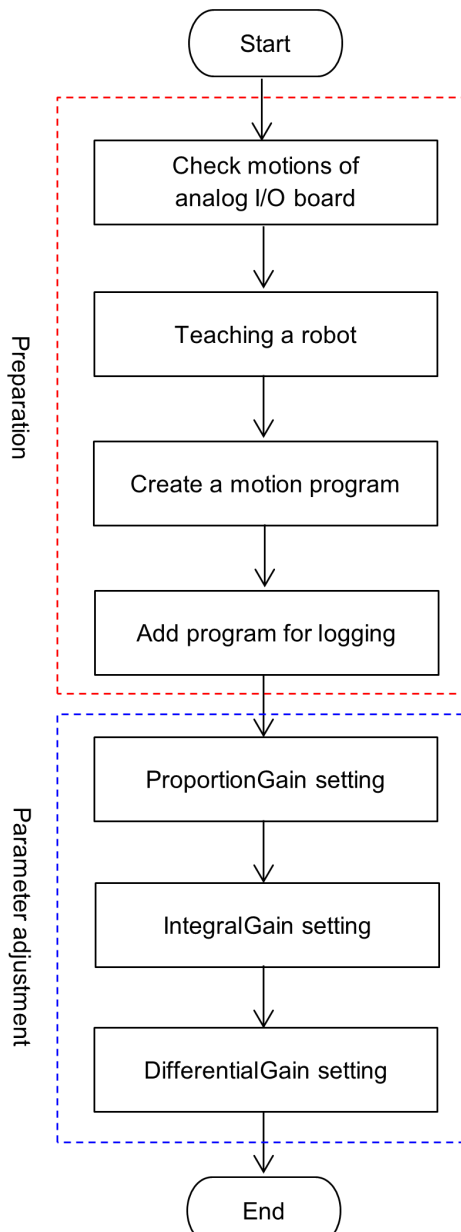 Start
Preparation
Check motions of
analog I/O board
Teaching a robot
Create a motion program
Add program for logging
Parameter adjustment
ProportionGain setting
IntegralGain setting
DifferentialGain setting
End